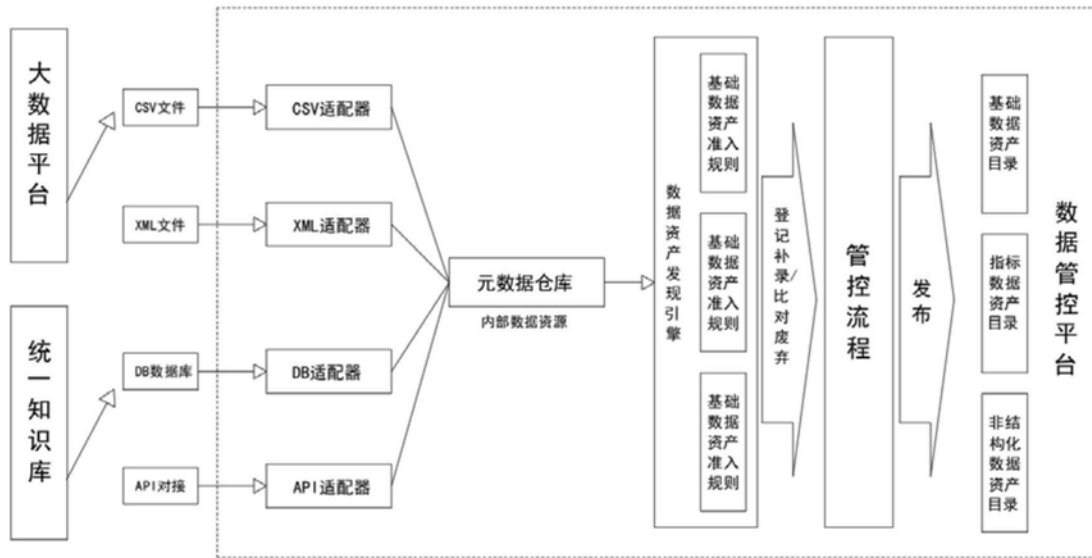 大数据平台
统一知识库
CSV文件
XML文件
DB数据库
API对接
CSV适配器
XML适配器
DB适配器
API适配器
元数据仓库
内部数据资源
数据资产发现引擎
基础
数据
资产
准入
规则
基础
数据
资产
准入
规则
基础
数据
资产
准入
规则
登记补录/比对废弃
管控流程
发布
基础
数据
资产
目录
指标
数据
资产
目录
非结
构化
数据
资产
目录
数据管控平台